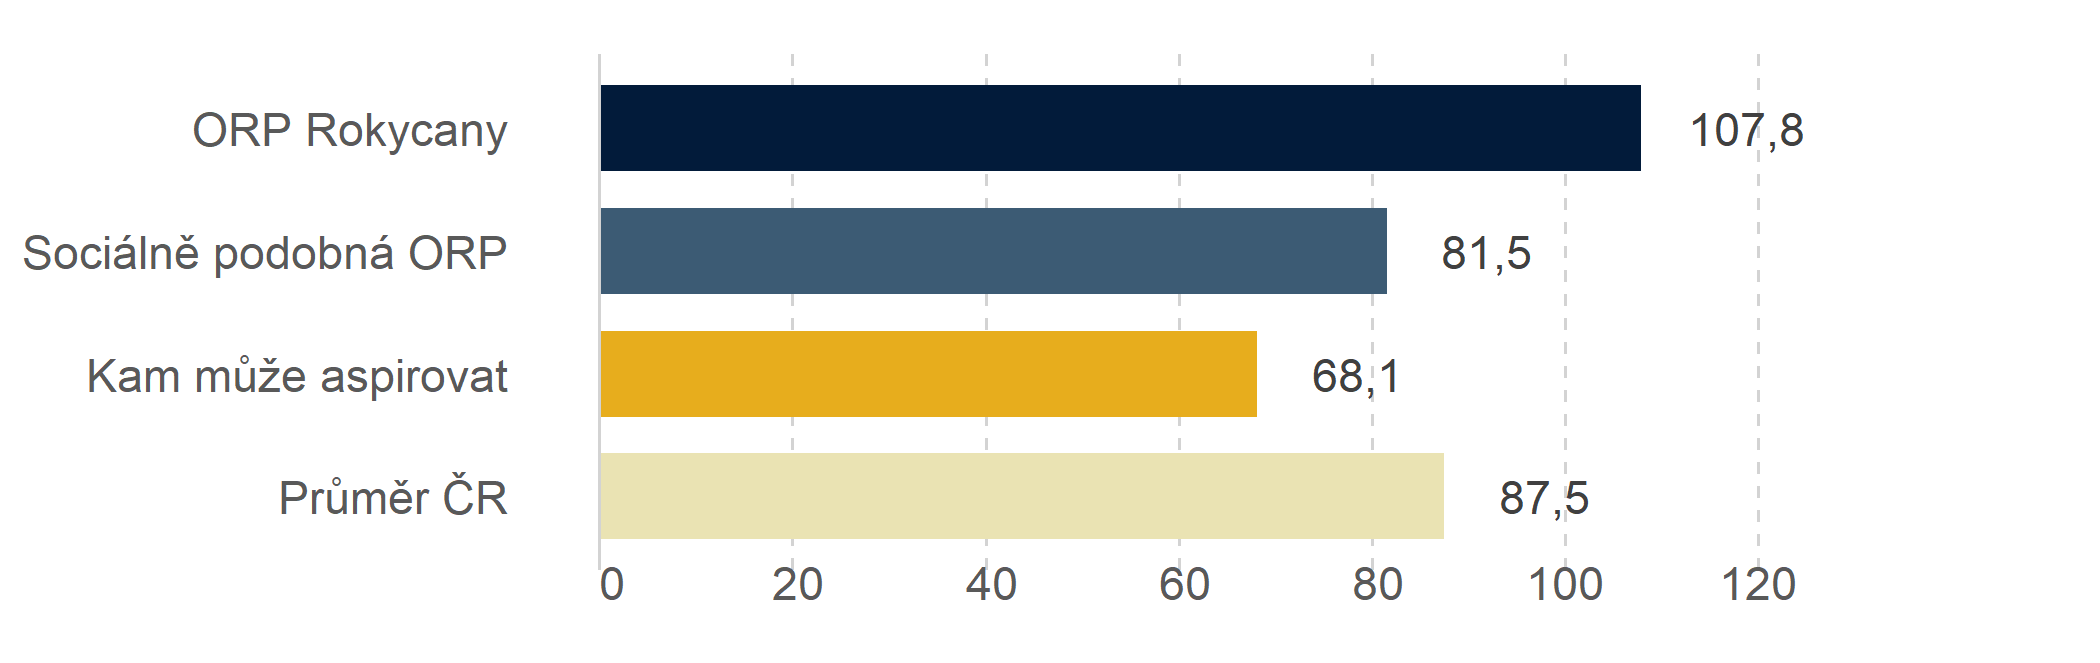 ORP Rokycany 107,8
Sociálně podobná ORP 81,5
Kam může aspirovat 68,1
Průměr ČR 87,5
0 20 40 60 80 100 120